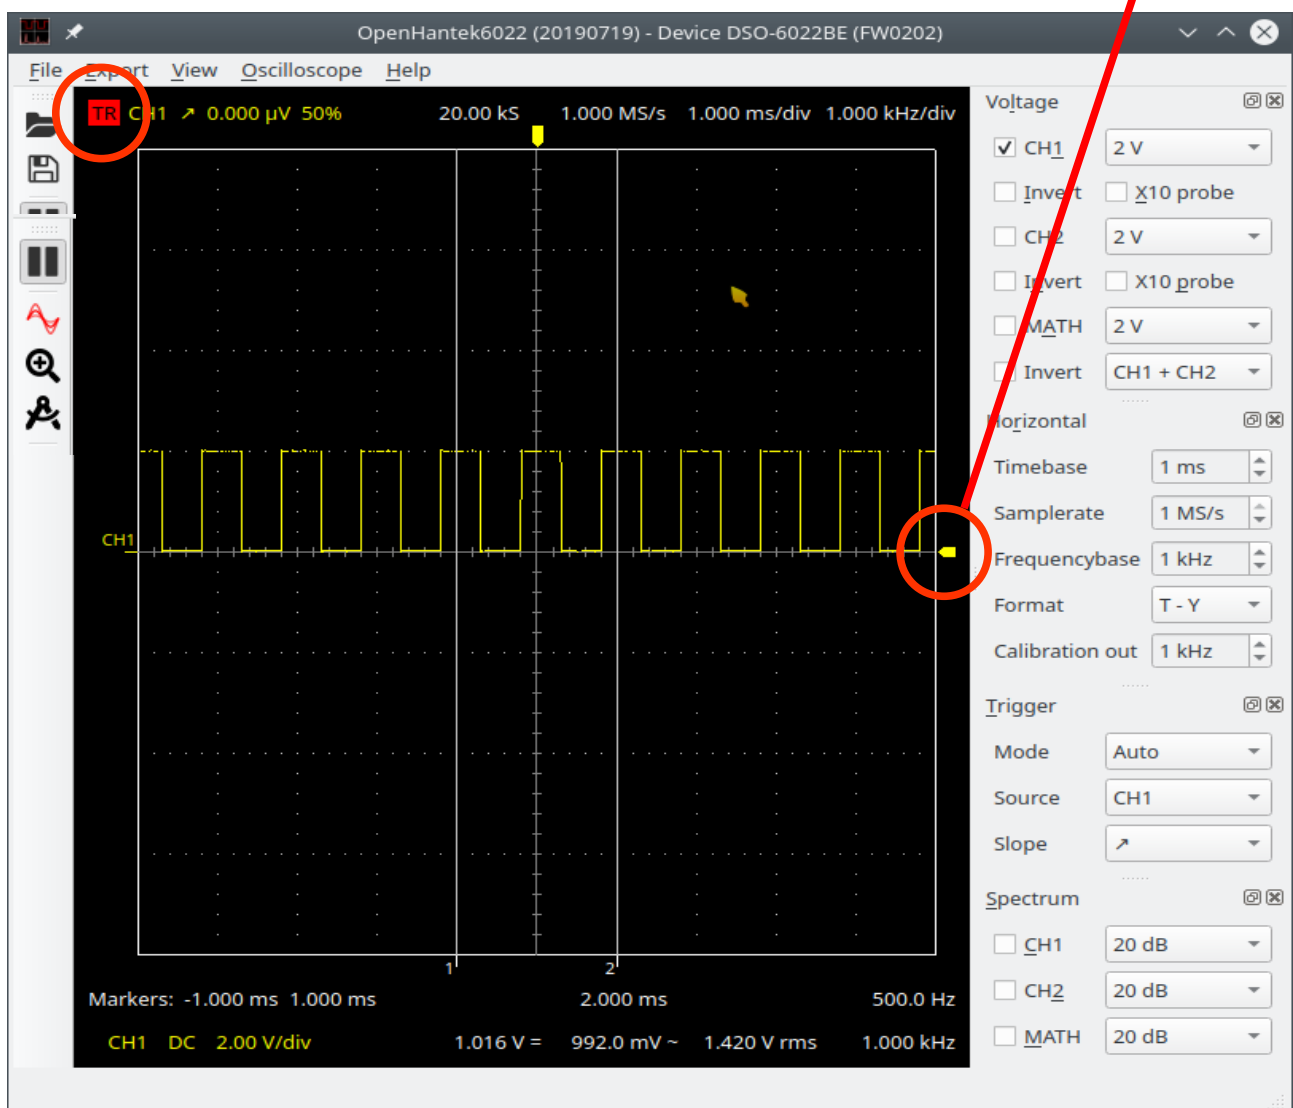 OpenHantek6022 (20190719) - Device DSO-6022BE (FW0202)
File Export View Oscilloscope Help
TR CH1 ↗ 0.000 µV 50% 20.00 kS 1.000 MS/s 1.000 ms/div 1.000 kHz/div
CH1
1 2
Markers: -1.000 ms 1.000 ms 2.000 ms 500.0 Hz
CH1 DC 2.00 V/div 1.016 V = 992.0 mV ~ 1.420 V rms 1.000 kHz
Voltage
CH1 2 V
Invert X10 probe
CH2 2 V
Invert X10 probe
MATH 2 V
Invert CH1 + CH2
Horizontal
Timebase 1 ms
Samplerate 1 MS/s
Frequencybase 1 kHz
Format T - Y
Calibration out 1 kHz
Trigger
Mode Auto
Source CH1
Slope ↗
Spectrum
CH1 20 dB
CH2 20 dB
MATH 20 dB